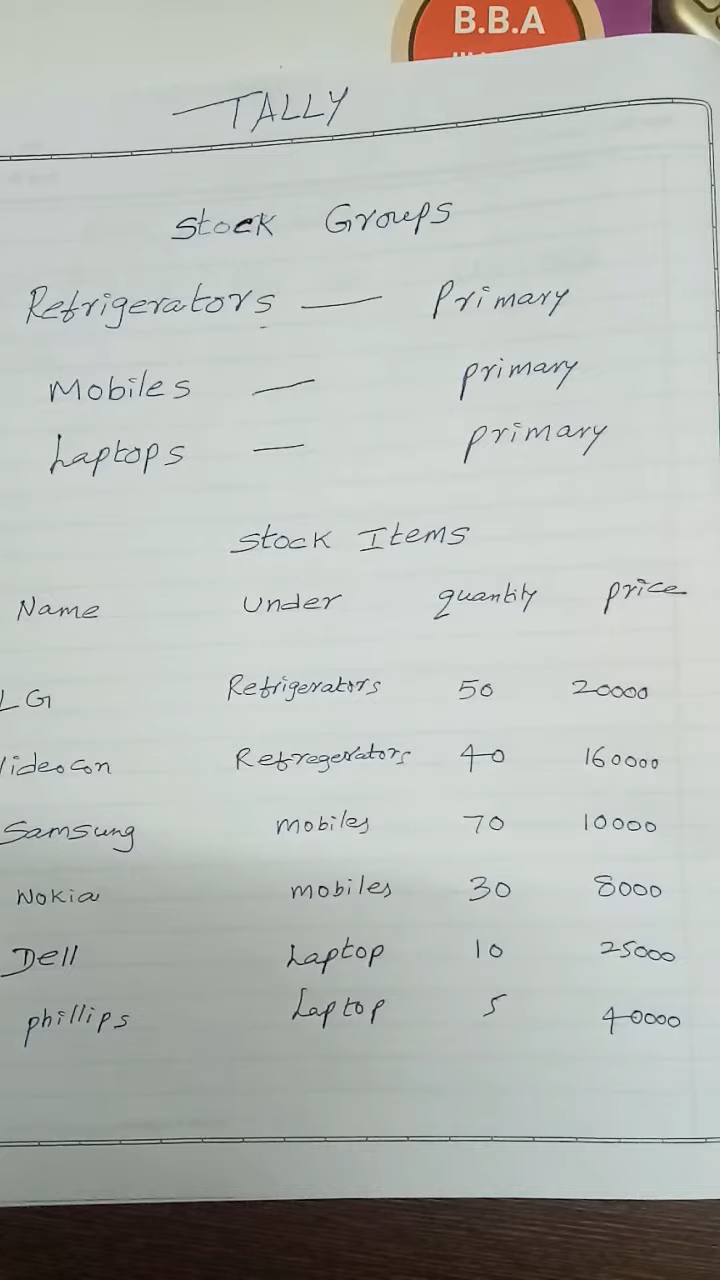 B.B.A
TALLY
Stock Groups
Refrigerators — Primary
Mobiles — primary
Laptops — primary
Stock Items
Name Under quantity price
LG Refrigerators 50 20000
Videocon Refregerators 40 160000
Samsung mobiles 70 10000
Nokia mobiles 30 8000
Dell Laptop 10 25000
phillips Laptop 5 40000